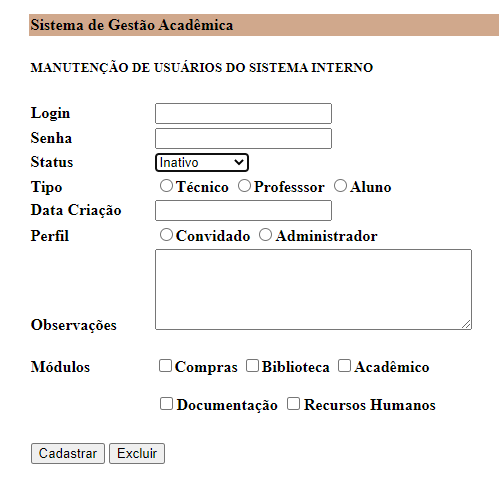 Sistema de Gestão Acadêmica
MANUTENÇÃO DE USUÁRIOS DO SISTEMA INTERNO
Login
Senha
Status Inativo
Tipo Técnico Professsor Aluno
Data Criação
Perfil Convidado Administrador
Observações
Módulos Compras Biblioteca Acadêmico
Documentação Recursos Humanos
Cadastrar Excluir